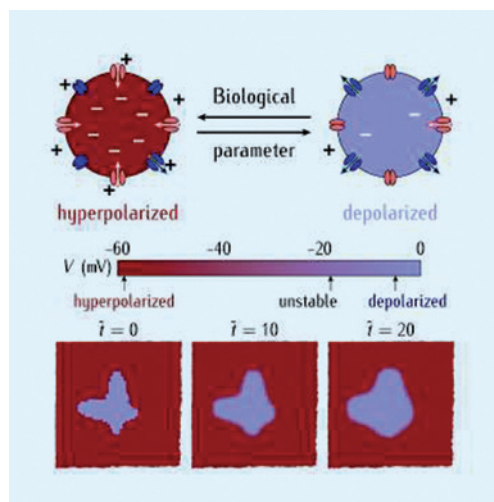 Biological
parameter
hyperpolarized
depolarized
−60 −40 −20 0
V (mV)
hyperpolarized unstable depolarized
t̃ = 0 t̃ = 10 t̃ = 20